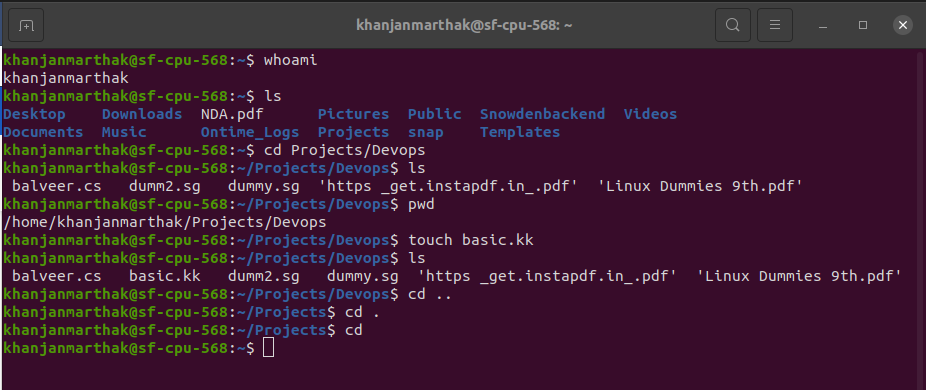 khanjanmarthak@sf-cpu-568: ~
khanjanmarthak@sf-cpu-568:~$ whoami
khanjanmarthak
khanjanmarthak@sf-cpu-568:~$ ls
Desktop    Downloads  NDA.pdf      Pictures  Public  Snowdenbackend  Videos
Documents  Music      Ontime_Logs  Projects  snap    Templates
khanjanmarthak@sf-cpu-568:~$ cd Projects/Devops
khanjanmarthak@sf-cpu-568:~/Projects/Devops$ ls
 balveer.cs   dumm2.sg   dummy.sg  'https _get.instapdf.in_.pdf'  'Linux Dummies 9th.pdf'
khanjanmarthak@sf-cpu-568:~/Projects/Devops$ pwd
/home/khanjanmarthak/Projects/Devops
khanjanmarthak@sf-cpu-568:~/Projects/Devops$ touch basic.kk
khanjanmarthak@sf-cpu-568:~/Projects/Devops$ ls
 balveer.cs   basic.kk   dumm2.sg   dummy.sg  'https _get.instapdf.in_.pdf'  'Linux Dummies 9th.pdf'
khanjanmarthak@sf-cpu-568:~/Projects/Devops$ cd ..
khanjanmarthak@sf-cpu-568:~/Projects$ cd .
khanjanmarthak@sf-cpu-568:~/Projects$ cd
khanjanmarthak@sf-cpu-568:~$